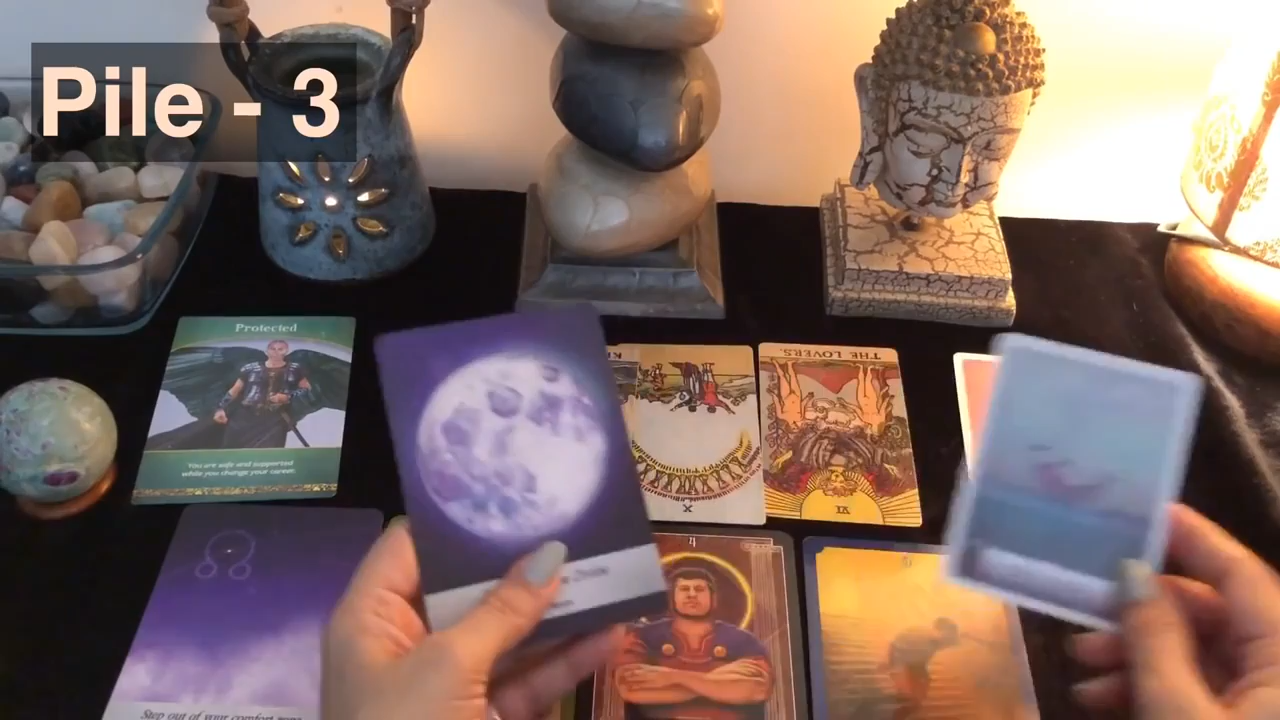 Pile - 3
Protected
You are safe and supported
while you change your career.
THE LOVERS.
X
VI
4
Step out of your comfort zone